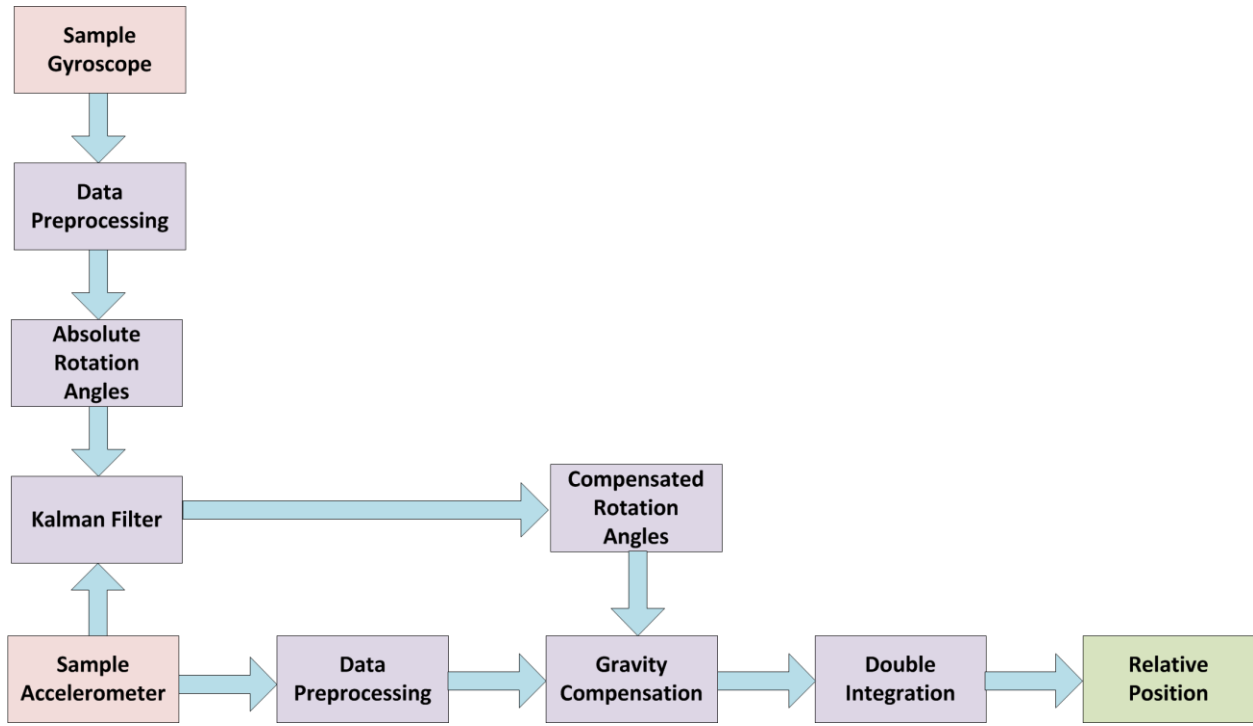 Sample
Gyroscope
Data
Preprocessing
Absolute
Rotation
Angles
Kalman Filter
Compensated
Rotation
Angles
Sample
Accelerometer
Data
Preprocessing
Gravity
Compensation
Double
Integration
Relative
Position